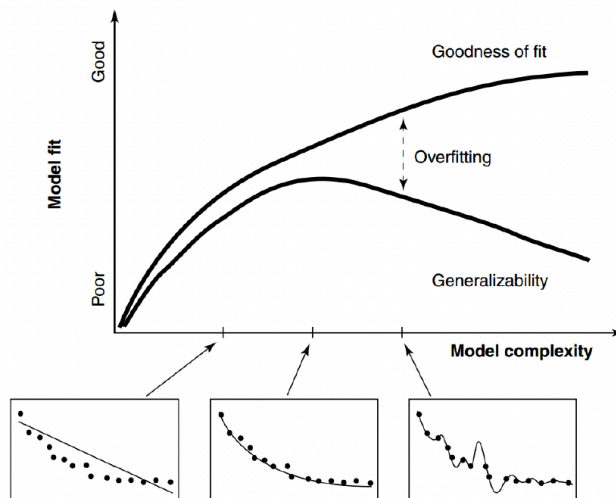 Good
Goodness of fit
Model fit
Overfitting
Poor
Generalizability
Model complexity